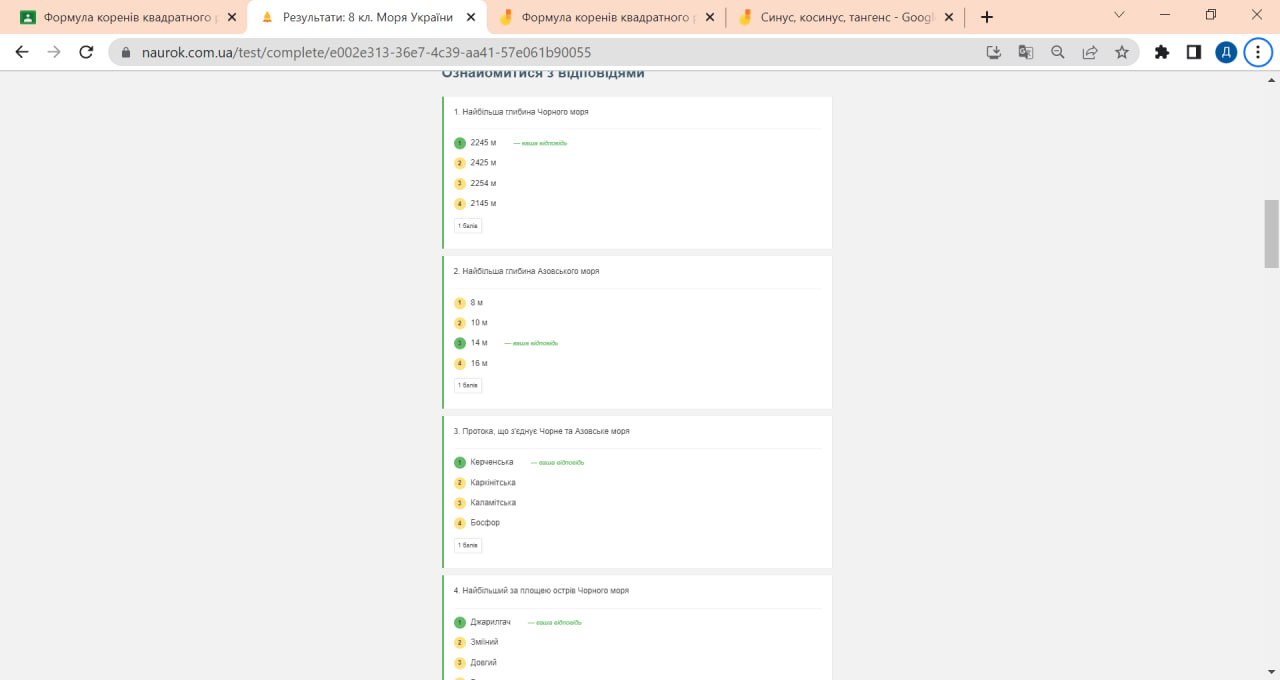 Формула коренів квадратного р
Результати: 8 кл. Моря України
Формула коренів квадратного р
Синус, косинус, тангенс - Googl
naurok.com.ua/test/complete/e002e313-36e7-4c39-aa41-57e061b90055
Д
Ознайомитися з відповідями
1. Найбільша глибина Чорного моря
1 2245 м — ваша відповідь
2 2425 м
3 2254 м
4 2145 м
1 балів
2. Найбільша глибина Азовського моря
1 8 м
2 10 м
3 14 м — ваша відповідь
4 16 м
1 балів
3. Протока, що з'єднує Чорне та Азовське моря
1 Керченська — ваша відповідь
2 Каркінітська
3 Каламітська
4 Босфор
1 балів
4. Найбільший за площею острів Чорного моря
1 Джарилгач — ваша відповідь
2 Зміїний
3 Довгий